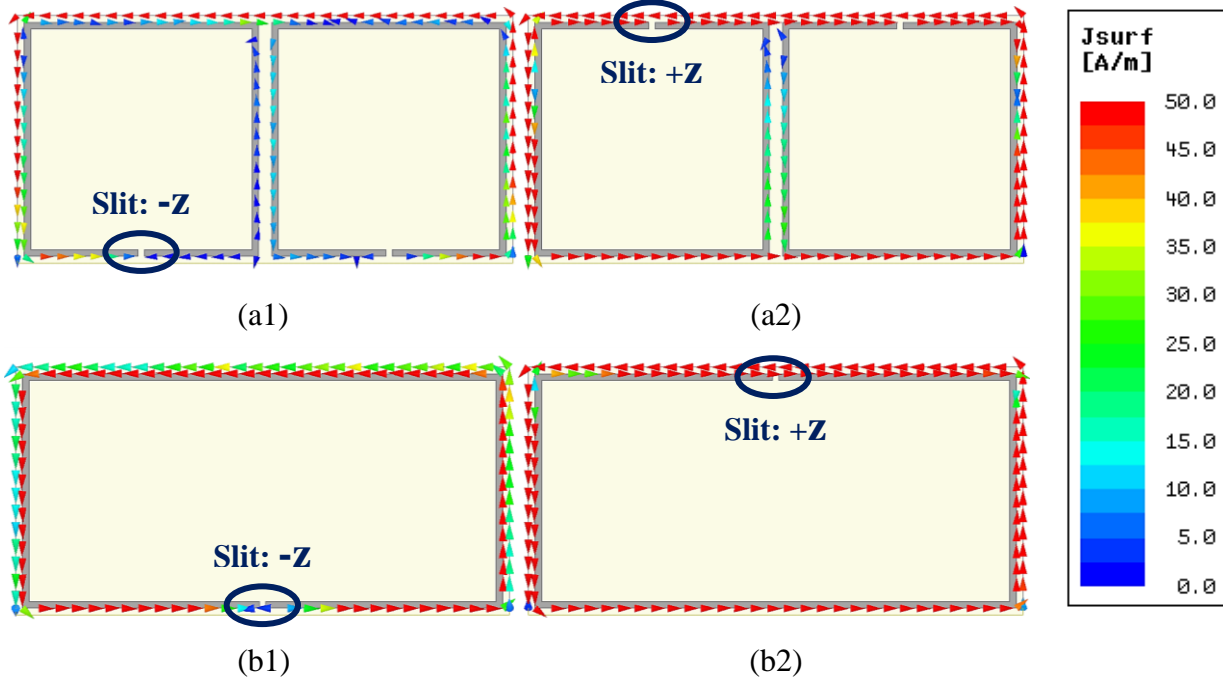 Slit: +z
Slit: -z
(a1)
(a2)
Slit: -z
Slit: +z
(b1)
(b2)
Jsurf
[A/m]
50.0
45.0
40.0
35.0
30.0
25.0
20.0
15.0
10.0
5.0
0.0